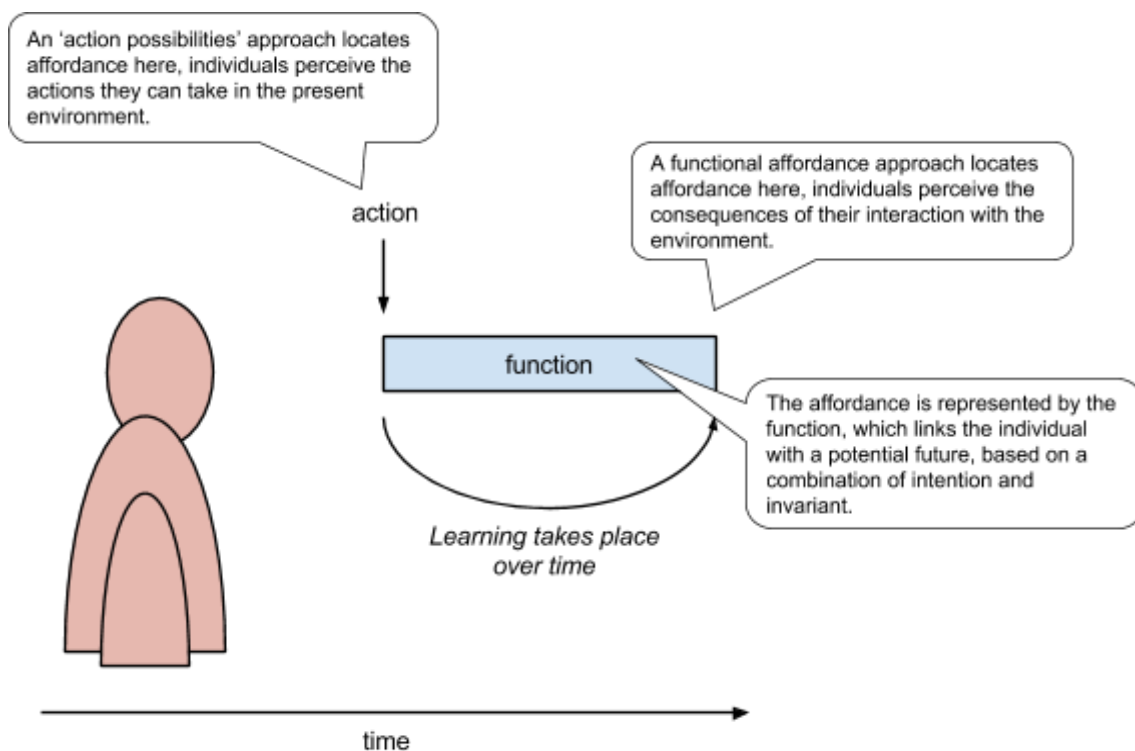 An ‘action possibilities’ approach locates
affordance here, individuals perceive the
actions they can take in the present
environment.
A functional affordance approach locates
affordance here, individuals perceive the
consequences of their interaction with the
environment.
action
function
The affordance is represented by the
function, which links the individual
with a potential future, based on a
combination of intention and
invariant.
Learning takes place
over time
time